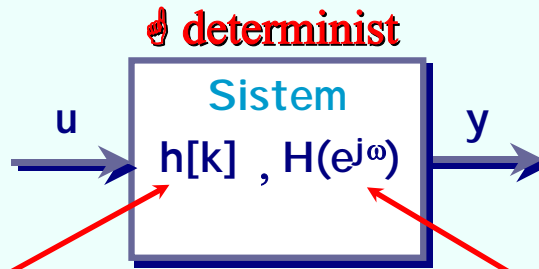 determinist
Sistem
u
y
h[k] , H(e^jω)